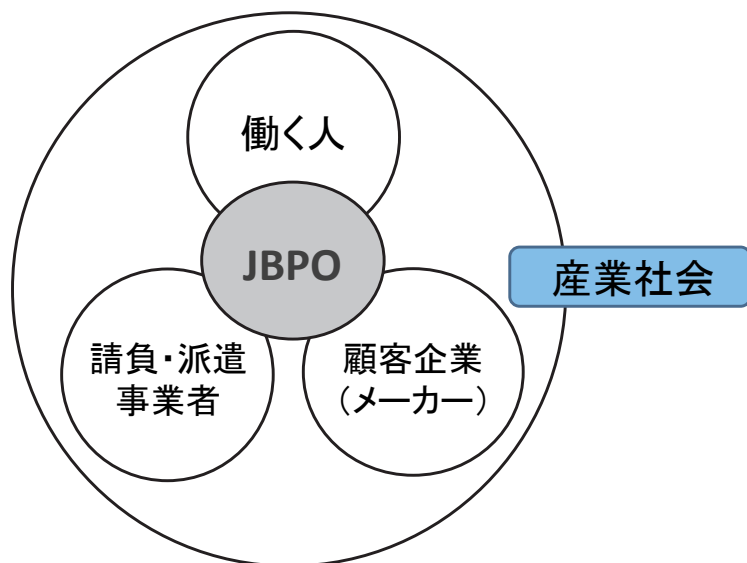 働く人
JBPO
産業社会
請負・派遣
事業者
顧客企業
（メーカー）